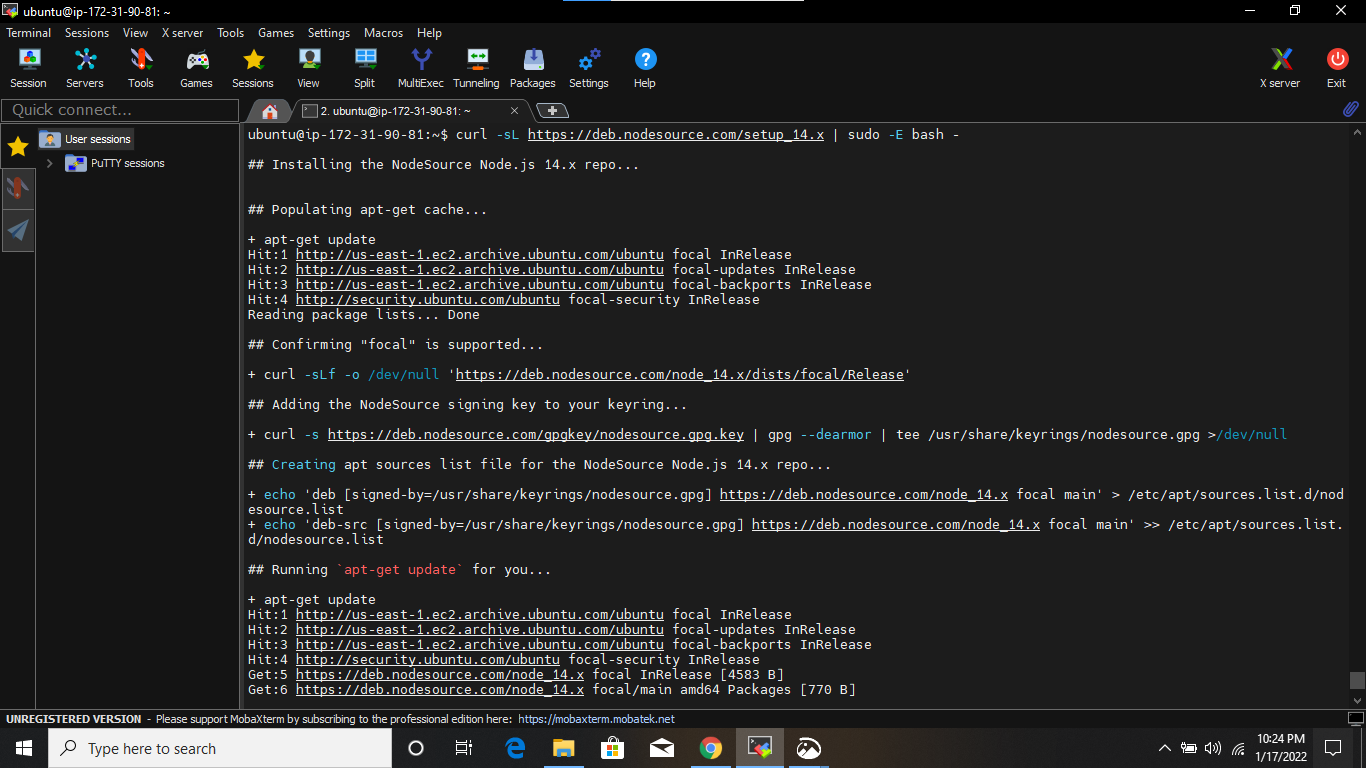 ubuntu@ip-172-31-90-81: ~
Terminal Sessions View X server Tools Games Settings Macros Help
Session Servers Tools Games Sessions View Split MultiExec Tunneling Packages Settings Help X server Exit
Quick connect...
2. ubuntu@ip-172-31-90-81: ~
User sessions
PuTTY sessions
ubuntu@ip-172-31-90-81:~$ curl -sL https://deb.nodesource.com/setup_14.x | sudo -E bash -
## Installing the NodeSource Node.js 14.x repo...
## Populating apt-get cache...
+ apt-get update
Hit:1 http://us-east-1.ec2.archive.ubuntu.com/ubuntu focal InRelease
Hit:2 http://us-east-1.ec2.archive.ubuntu.com/ubuntu focal-updates InRelease
Hit:3 http://us-east-1.ec2.archive.ubuntu.com/ubuntu focal-backports InRelease
Hit:4 http://security.ubuntu.com/ubuntu focal-security InRelease
Reading package lists... Done
## Confirming "focal" is supported...
+ curl -sLf -o /dev/null 'https://deb.nodesource.com/node_14.x/dists/focal/Release'
## Adding the NodeSource signing key to your keyring...
+ curl -s https://deb.nodesource.com/gpgkey/nodesource.gpg.key | gpg --dearmor | tee /usr/share/keyrings/nodesource.gpg >/dev/null
## Creating apt sources list file for the NodeSource Node.js 14.x repo...
+ echo 'deb [signed-by=/usr/share/keyrings/nodesource.gpg] https://deb.nodesource.com/node_14.x focal main' > /etc/apt/sources.list.d/nod
esource.list
+ echo 'deb-src [signed-by=/usr/share/keyrings/nodesource.gpg] https://deb.nodesource.com/node_14.x focal main' >> /etc/apt/sources.list.
d/nodesource.list
## Running `apt-get update` for you...
+ apt-get update
Hit:1 http://us-east-1.ec2.archive.ubuntu.com/ubuntu focal InRelease
Hit:2 http://us-east-1.ec2.archive.ubuntu.com/ubuntu focal-updates InRelease
Hit:3 http://us-east-1.ec2.archive.ubuntu.com/ubuntu focal-backports InRelease
Hit:4 http://security.ubuntu.com/ubuntu focal-security InRelease
Get:5 https://deb.nodesource.com/node_14.x focal InRelease [4583 B]
Get:6 https://deb.nodesource.com/node_14.x focal/main amd64 Packages [770 B]
UNREGISTERED VERSION - Please support MobaXterm by subscribing to the professional edition here: https://mobaxterm.mobatek.net
Type here to search
10:24 PM
1/17/2022